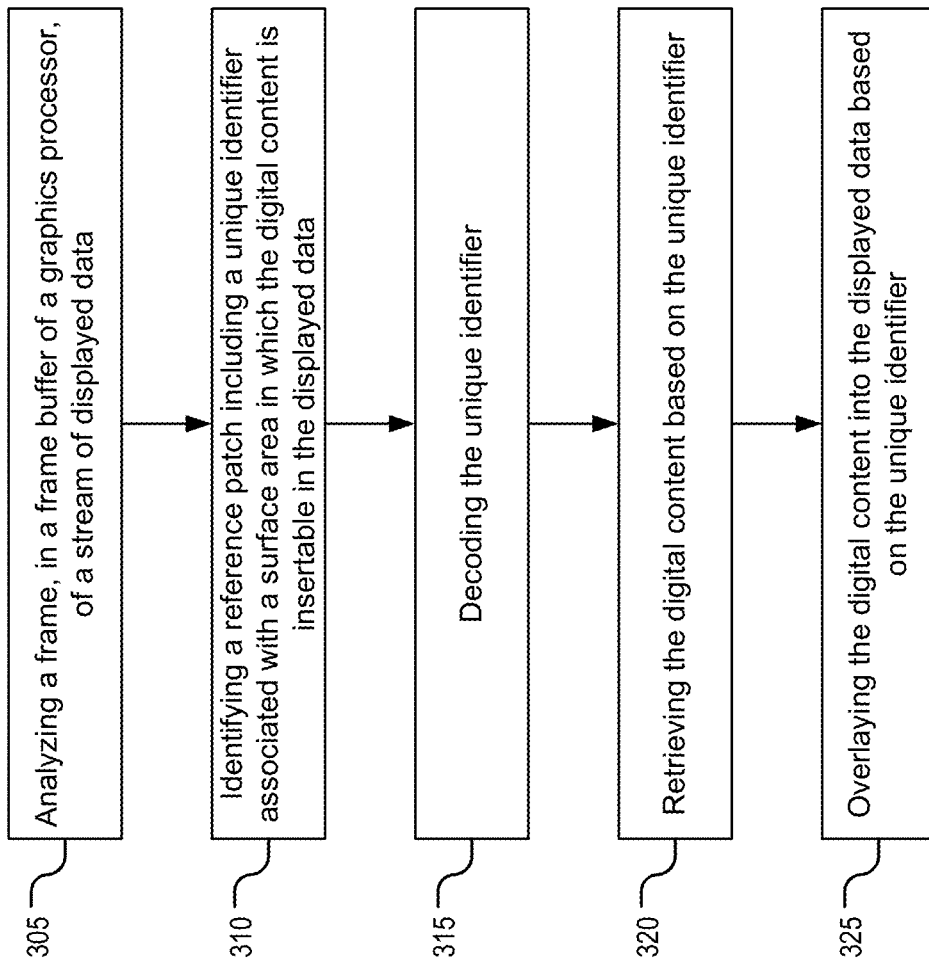 305
Analyzing a frame, in a frame buffer of a graphics processor,
of a stream of displayed data
310
Identifying a reference patch including a unique identifier
associated with a surface area in which the digital content is
insertable in the displayed data
315
Decoding the unique identifier
320
Retrieving the digital content based on the unique identifier
325
Overlaying the digital content into the displayed data based
on the unique identifier